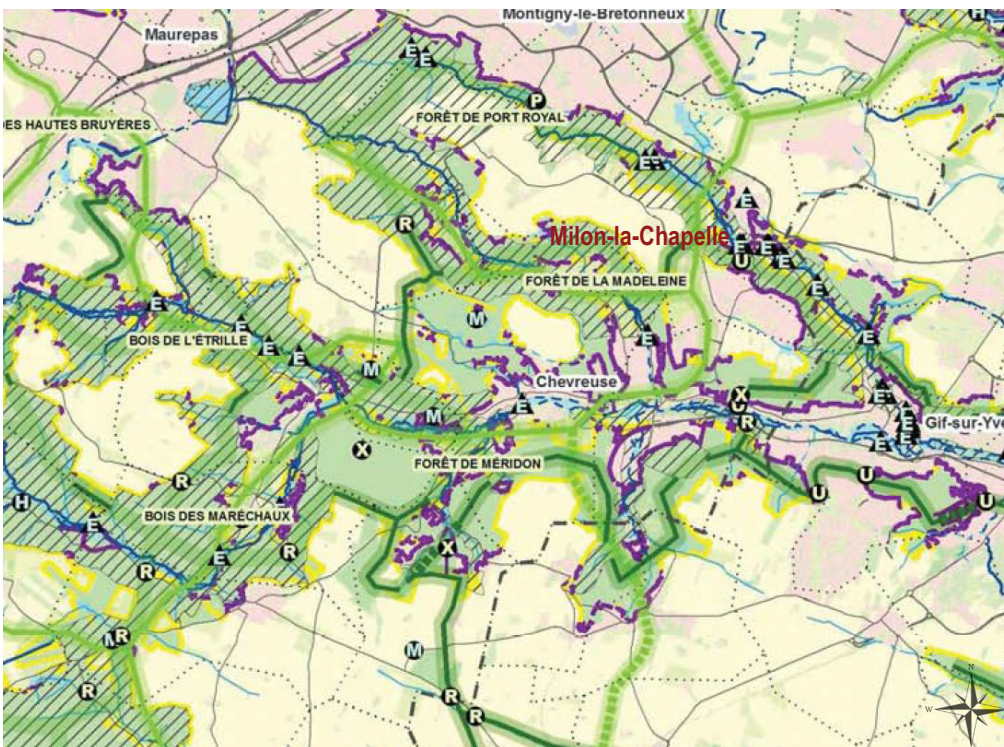 Montigny-le-Bretonneux
Maurepas
H
E
E
P
DES HAUTES BRUYÈRES
FORÊT DE PORT ROYAL
E
E
E
R
Milon-la-Chapelle
E
E
U
E
FORÊT DE LA MADELEINE
E
E
M
E
BOIS DE L'ÉTRILLE
E
E
E
E
M
Chevreuse
E
X
E
M
E
U
R
E
E
E
E
Gif-sur-Yve
X
FORÊT DE MÉRIDON
R
U
U
U
H
BOIS DES MARÉCHAUX
E
R
E
X
R
M
R
M
R
R
R
N
W